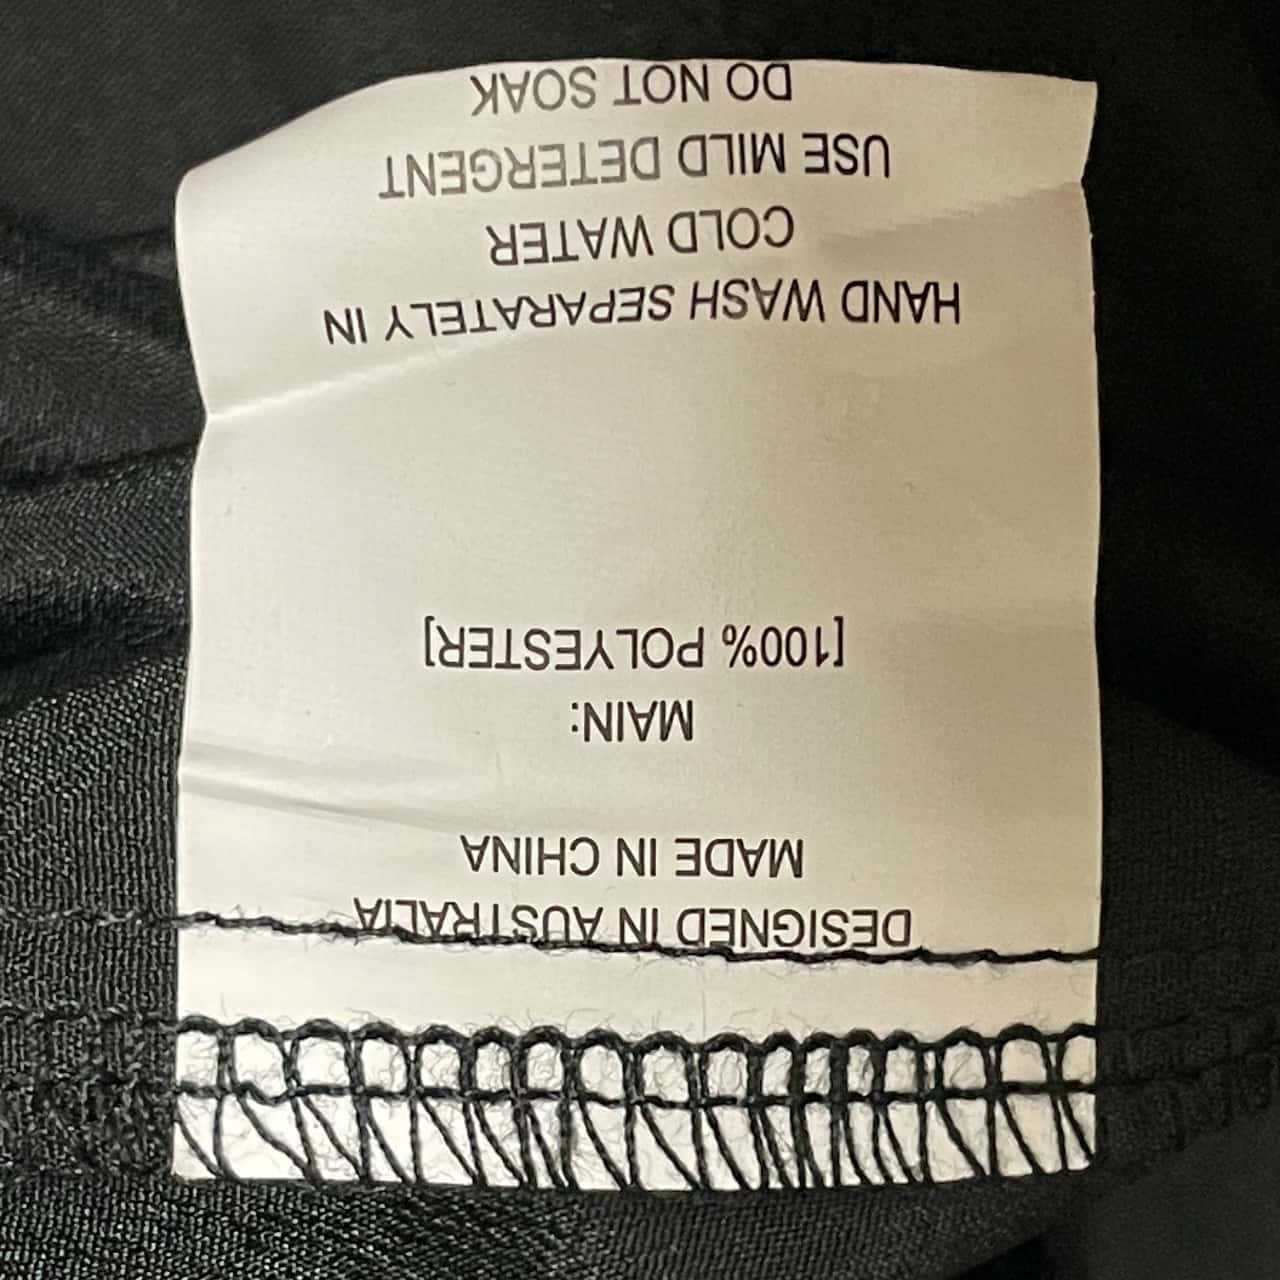 DESIGNED IN AUSTRALIA
MADE IN CHINA
MAIN:
[100% POLYESTER]
HAND WASH SEPARATELY IN
COLD WATER
USE MILD DETERGENT
DO NOT SOAK